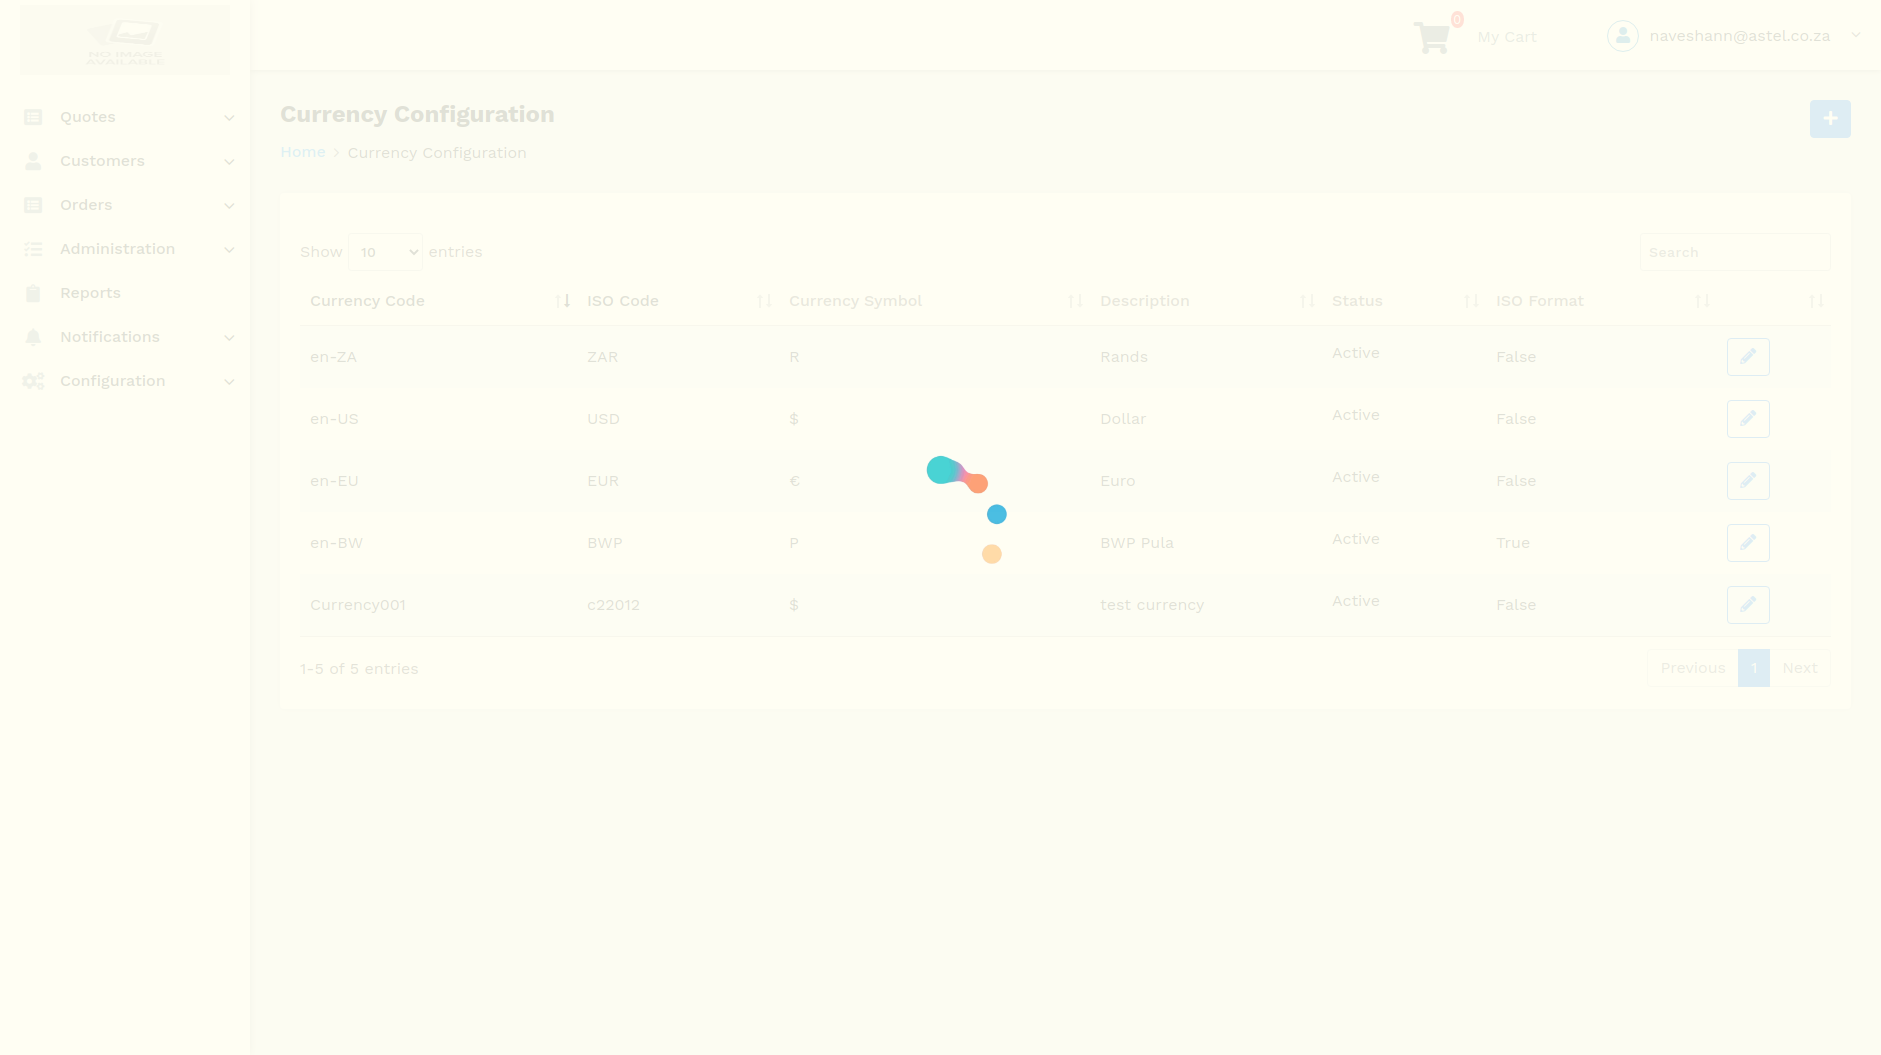 NO IMAGE
AVAILABLE
0
My Cart
naveshann@astel.co.za
Quotes
Customers
Orders
Administration
Reports
Notifications
Configuration
Currency Configuration
Home
Currency Configuration
Show 10 entries
Search
Currency Code ISO Code Currency Symbol Description Status ISO Format
en-ZA ZAR R Rands Active False
en-US USD $ Dollar Active False
en-EU EUR € Euro Active False
en-BW BWP P BWP Pula Active True
Currency001 c22012 $ test currency Active False
1-5 of 5 entries
Previous 1 Next